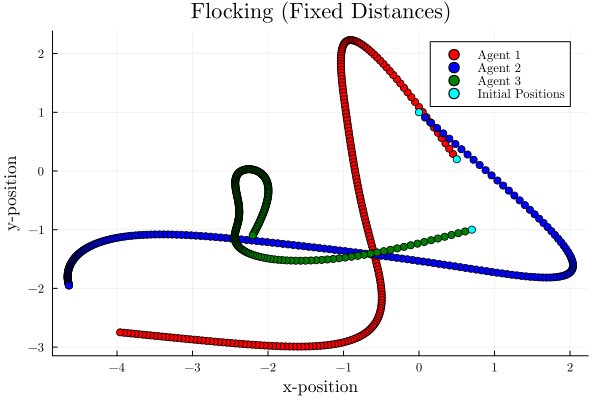 Flocking (Fixed Distances)
Agent 1
Agent 2
Agent 3
Initial Positions
y-position
2
1
0
−1
−2
−3
−4 −3 −2 −1 0 1 2
x-position